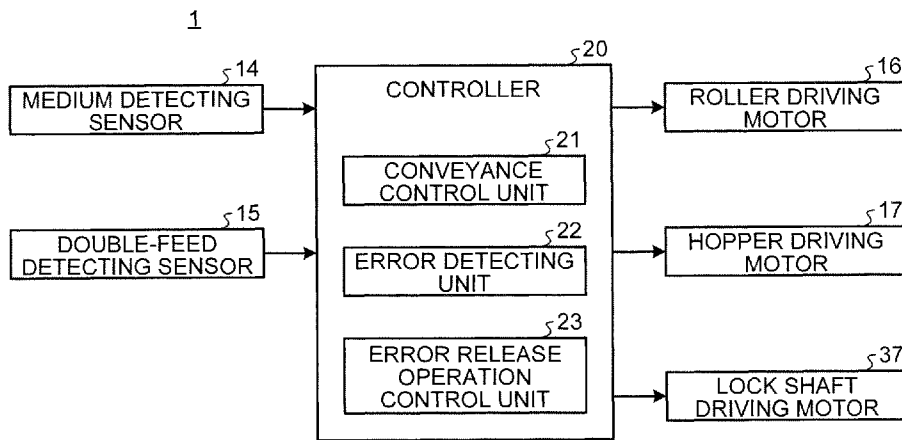 1
14
MEDIUM DETECTING
SENSOR
15
DOUBLE-FEED
DETECTING SENSOR
20
CONTROLLER
21
CONVEYANCE
CONTROL UNIT
22
ERROR DETECTING
UNIT
23
ERROR RELEASE
OPERATION
CONTROL UNIT
16
ROLLER DRIVING
MOTOR
17
HOPPER DRIVING
MOTOR
37
LOCK SHAFT
DRIVING MOTOR